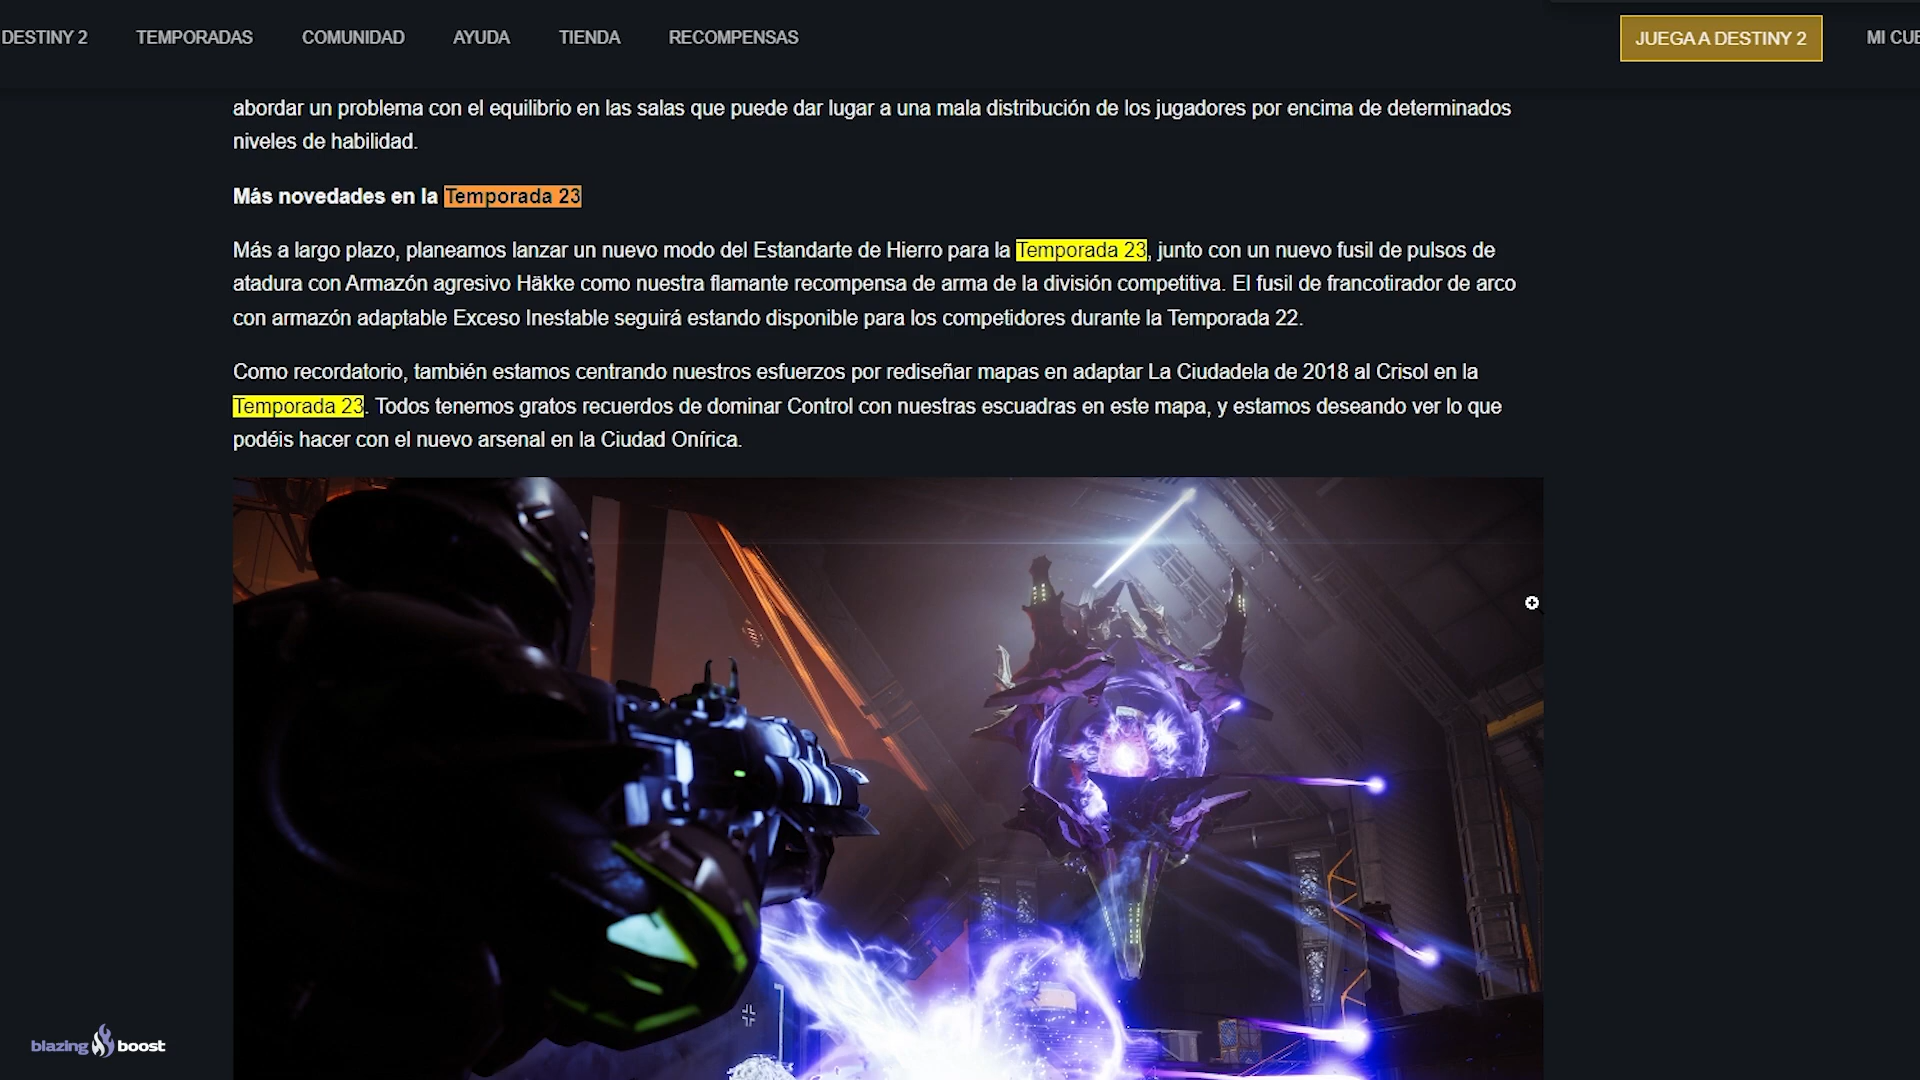 DESTINY 2 TEMPORADAS COMUNIDAD AYUDA TIENDA RECOMPENSAS JUEGA A DESTINY 2 MI CUE
abordar un problema con el equilibrio en las salas que puede dar lugar a una mala distribución de los jugadores por encima de determinados
niveles de habilidad.
Más novedades en la Temporada 23
Más a largo plazo, planeamos lanzar un nuevo modo del Estandarte de Hierro para la Temporada 23, junto con un nuevo fusil de pulsos de
atadura con Armazón agresivo Häkke como nuestra flamante recompensa de arma de la división competitiva. El fusil de francotirador de arco
con armazón adaptable Exceso Inestable seguirá estando disponible para los competidores durante la Temporada 22.
Como recordatorio, también estamos centrando nuestros esfuerzos por rediseñar mapas en adaptar La Ciudadela de 2018 al Crisol en la
Temporada 23. Todos tenemos gratos recuerdos de dominar Control con nuestras escuadras en este mapa, y estamos deseando ver lo que
podéis hacer con el nuevo arsenal en la Ciudad Onírica.
blazing boost